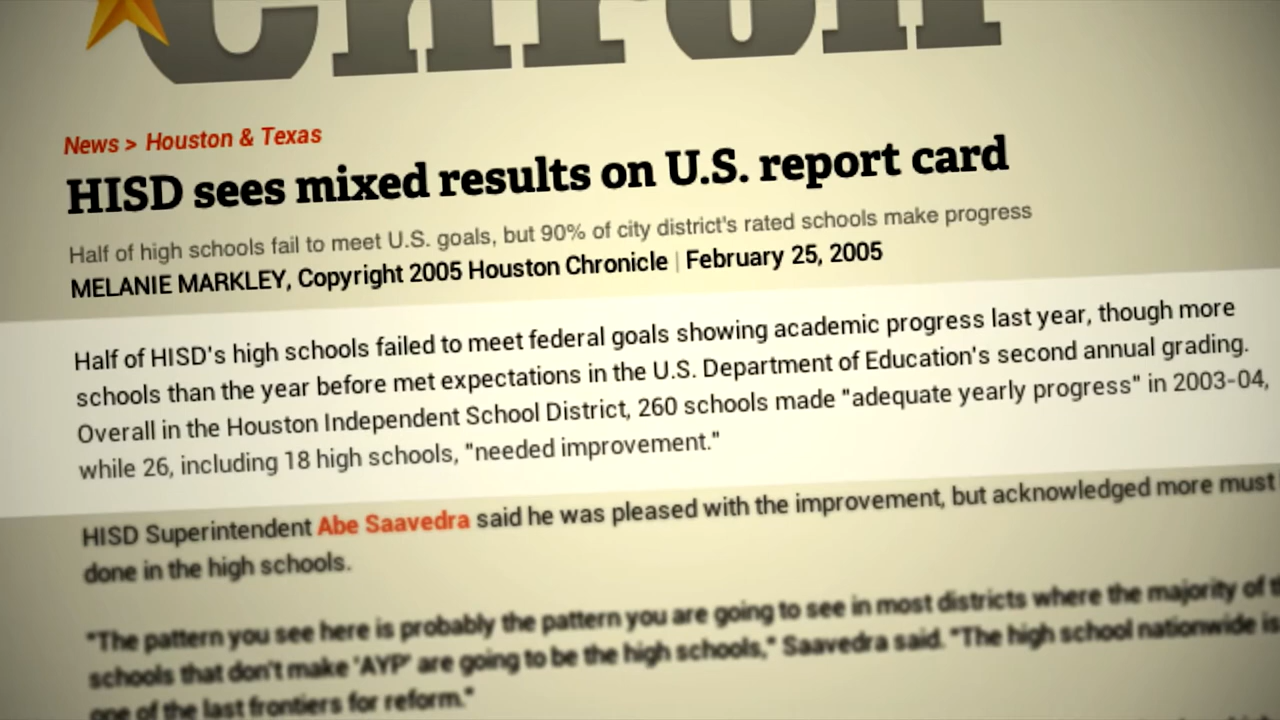 Chron
News > Houston & Texas
HISD sees mixed results on U.S. report card
Half of high schools fail to meet U.S. goals, but 90% of city district's rated schools make progress
MELANIE MARKLEY, Copyright 2005 Houston Chronicle | February 25, 2005
Half of HISD's high schools failed to meet federal goals showing academic progress last year, though more
schools than the year before met expectations in the U.S. Department of Education's second annual grading.
Overall in the Houston Independent School District, 260 schools made "adequate yearly progress" in 2003-04,
while 26, including 18 high schools, "needed improvement."
HISD Superintendent Abe Saavedra said he was pleased with the improvement, but acknowledged more must
done in the high schools.
"The pattern you see here is probably the pattern you are going to see in most districts where the majority of
schools that don't make 'AYP' are going to be the high schools," Saavedra said. "The high school nationwide is
one of the last frontiers for reform."